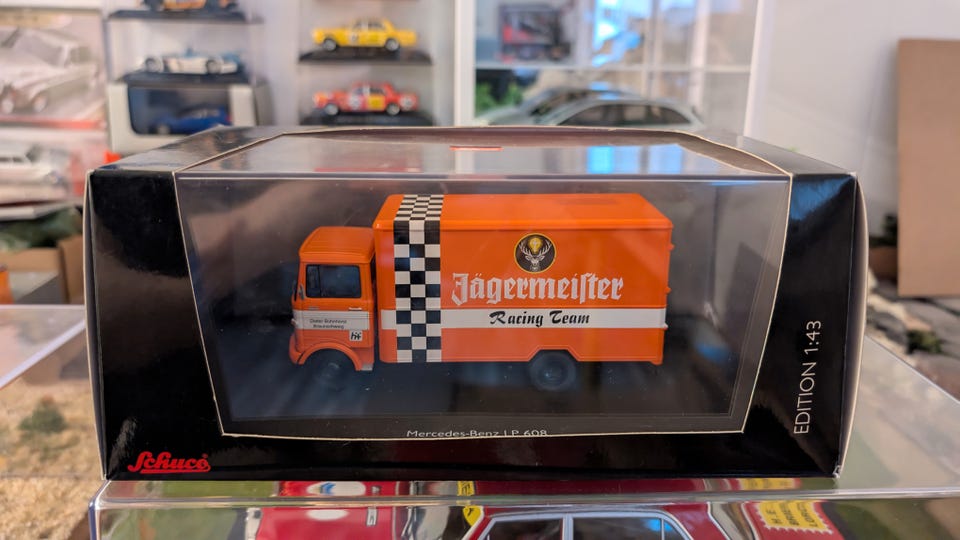 Jägermeiſter
Racing Team
EDITION 1:43
Mercedes-Benz LP 608
Schuco